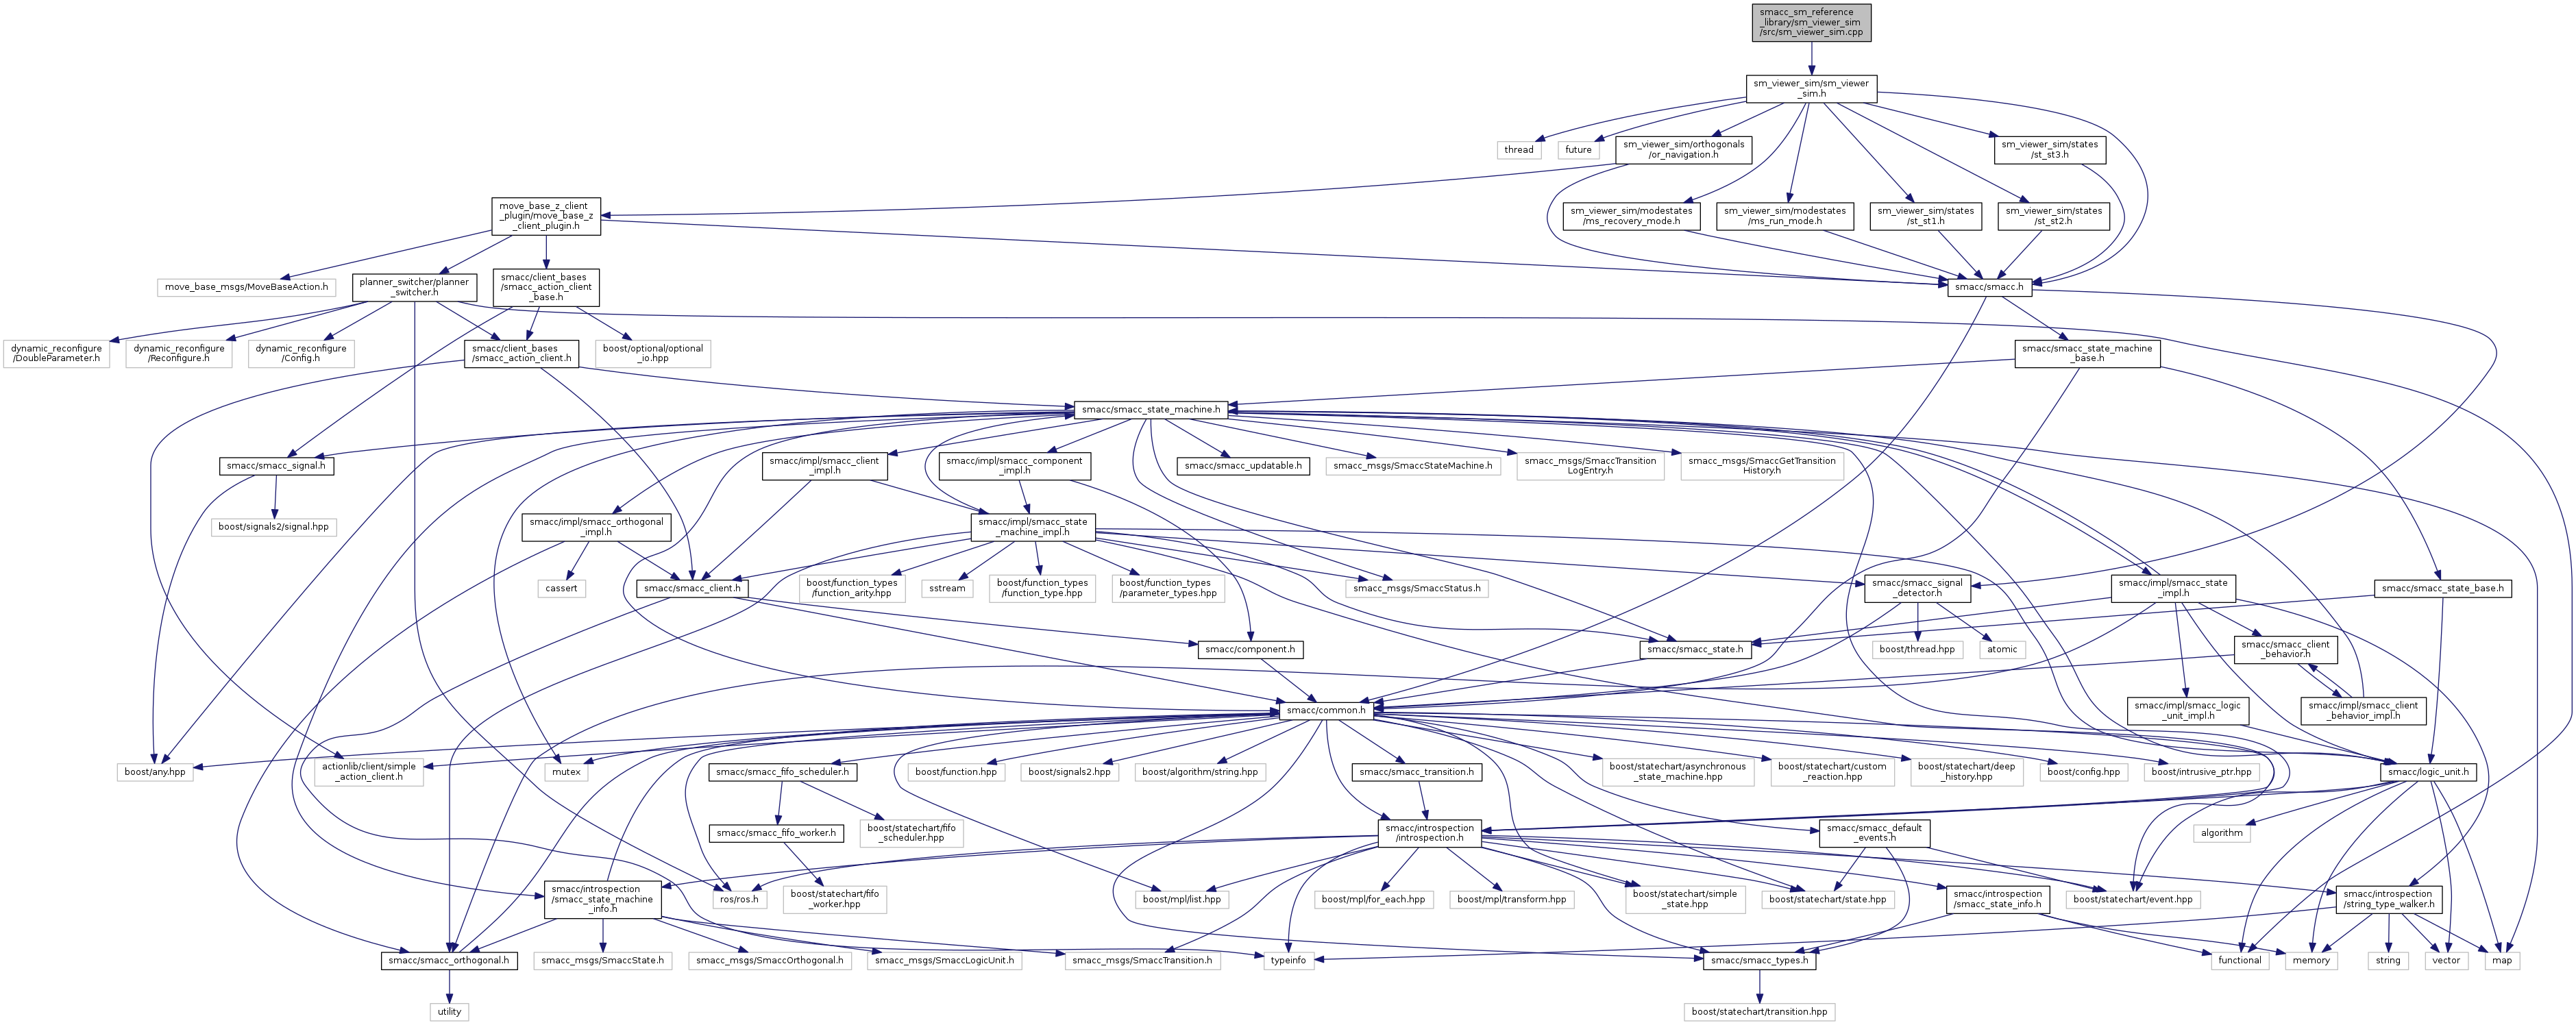 smacc_sm_reference
_library/sm_viewer_sim
/src/sm_viewer_sim.cpp
sm_viewer_sim/sm_viewer
_sim.h
thread
future
sm_viewer_sim/orthogonals
/or_navigation.h
sm_viewer_sim/states
/st_st3.h
move_base_z_client
_plugin/move_base_z
_client_plugin.h
sm_viewer_sim/modestates
/ms_recovery_mode.h
sm_viewer_sim/modestates
/ms_run_mode.h
sm_viewer_sim/states
/st_st1.h
sm_viewer_sim/states
/st_st2.h
move_base_msgs/MoveBaseAction.h
planner_switcher/planner
_switcher.h
smacc/client_bases
/smacc_action_client
_base.h
smacc/smacc.h
dynamic_reconfigure
/DoubleParameter.h
dynamic_reconfigure
/Reconfigure.h
dynamic_reconfigure
/Config.h
smacc/client_bases
/smacc_action_client.h
boost/optional/optional
_io.hpp
smacc/smacc_state_machine
_base.h
smacc/smacc_state_machine.h
smacc/smacc_signal.h
smacc/impl/smacc_client
_impl.h
smacc/impl/smacc_component
_impl.h
smacc/smacc_updatable.h
smacc_msgs/SmaccStateMachine.h
smacc_msgs/SmaccTransition
LogEntry.h
smacc_msgs/SmaccGetTransition
History.h
boost/signals2/signal.hpp
smacc/impl/smacc_orthogonal
_impl.h
smacc/impl/smacc_state
_machine_impl.h
cassert
smacc/smacc_client.h
boost/function_types
/function_arity.hpp
sstream
boost/function_types
/function_type.hpp
boost/function_types
/parameter_types.hpp
smacc_msgs/SmaccStatus.h
smacc/smacc_signal
_detector.h
smacc/impl/smacc_state
_impl.h
smacc/smacc_state_base.h
smacc/component.h
smacc/smacc_state.h
boost/thread.hpp
atomic
smacc/smacc_client
_behavior.h
smacc/common.h
smacc/impl/smacc_logic
_unit_impl.h
smacc/impl/smacc_client
_behavior_impl.h
boost/any.hpp
actionlib/client/simple
_action_client.h
mutex
smacc/smacc_fifo_scheduler.h
boost/function.hpp
boost/signals2.hpp
boost/algorithm/string.hpp
smacc/smacc_transition.h
boost/statechart/asynchronous
_state_machine.hpp
boost/statechart/custom
_reaction.hpp
boost/statechart/deep
_history.hpp
boost/config.hpp
boost/intrusive_ptr.hpp
smacc/logic_unit.h
smacc/smacc_fifo_worker.h
boost/statechart/fifo
_scheduler.hpp
smacc/introspection
/introspection.h
smacc/smacc_default
_events.h
algorithm
smacc/introspection
/smacc_state_machine
_info.h
ros/ros.h
boost/statechart/fifo
_worker.hpp
boost/mpl/list.hpp
boost/mpl/for_each.hpp
boost/mpl/transform.hpp
boost/statechart/simple
_state.hpp
boost/statechart/state.hpp
smacc/introspection
/smacc_state_info.h
boost/statechart/event.hpp
smacc/introspection
/string_type_walker.h
smacc/smacc_orthogonal.h
smacc_msgs/SmaccState.h
smacc_msgs/SmaccOrthogonal.h
smacc_msgs/SmaccLogicUnit.h
smacc_msgs/SmaccTransition.h
typeinfo
smacc/smacc_types.h
functional
memory
string
vector
map
utility
boost/statechart/transition.hpp